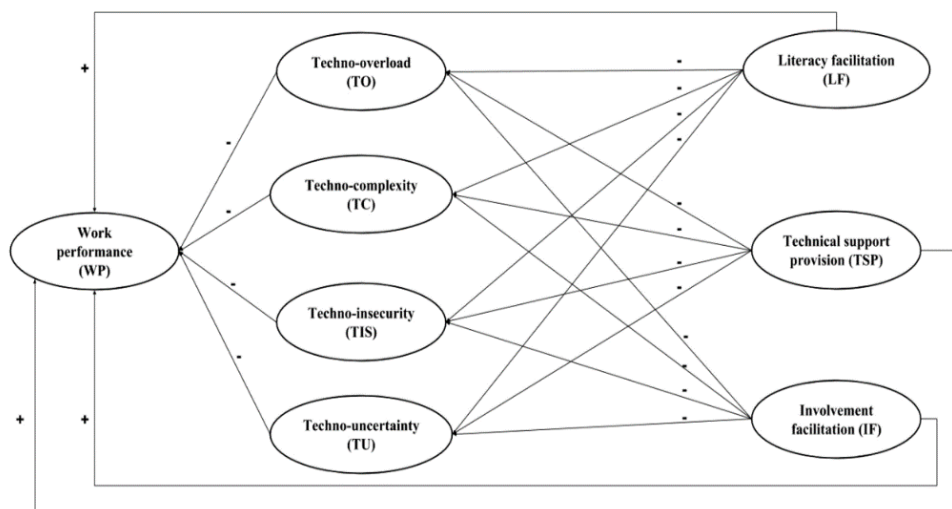 Techno-overload
(TO)
Literacy facilitation
(LF)
+
-
-
-
-
-
Techno-complexity
(TC)
-
-
Work
performance
(WP)
Technical support
provision (TSP)
-
-
-
-
Techno-insecurity
(TIS)
-
-
-
-
-
Techno-uncertainty
(TU)
Involvement
facilitation (IF)
+
+